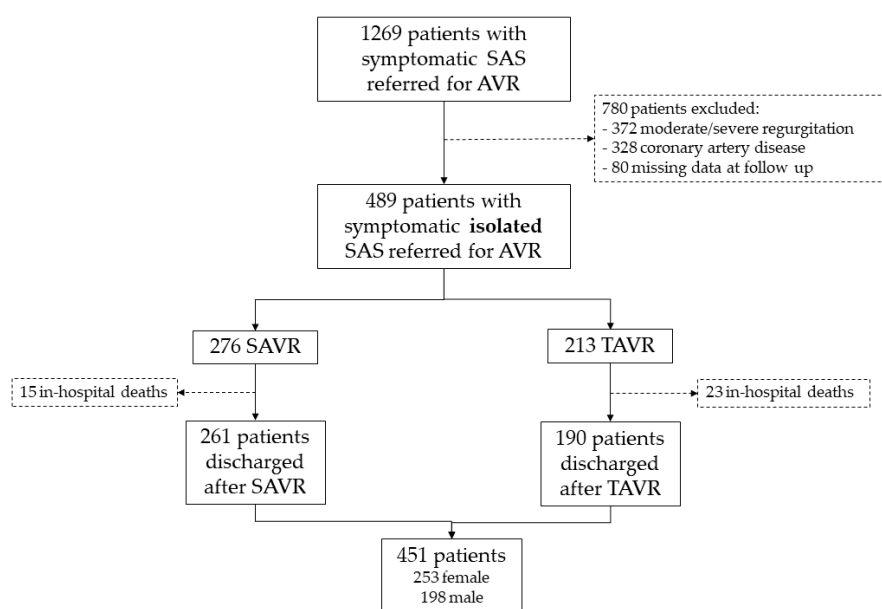 1269 patients with
symptomatic SAS
referred for AVR
780 patients excluded:
- 372 moderate/severe regurgitation
- 328 coronary artery disease
- 80 missing data at follow up
489 patients with
symptomatic isolated
SAS referred for AVR
276 SAVR
213 TAVR
15 in-hospital deaths
23 in-hospital deaths
261 patients
discharged
after SAVR
190 patients
discharged
after TAVR
451 patients
253 female
198 male